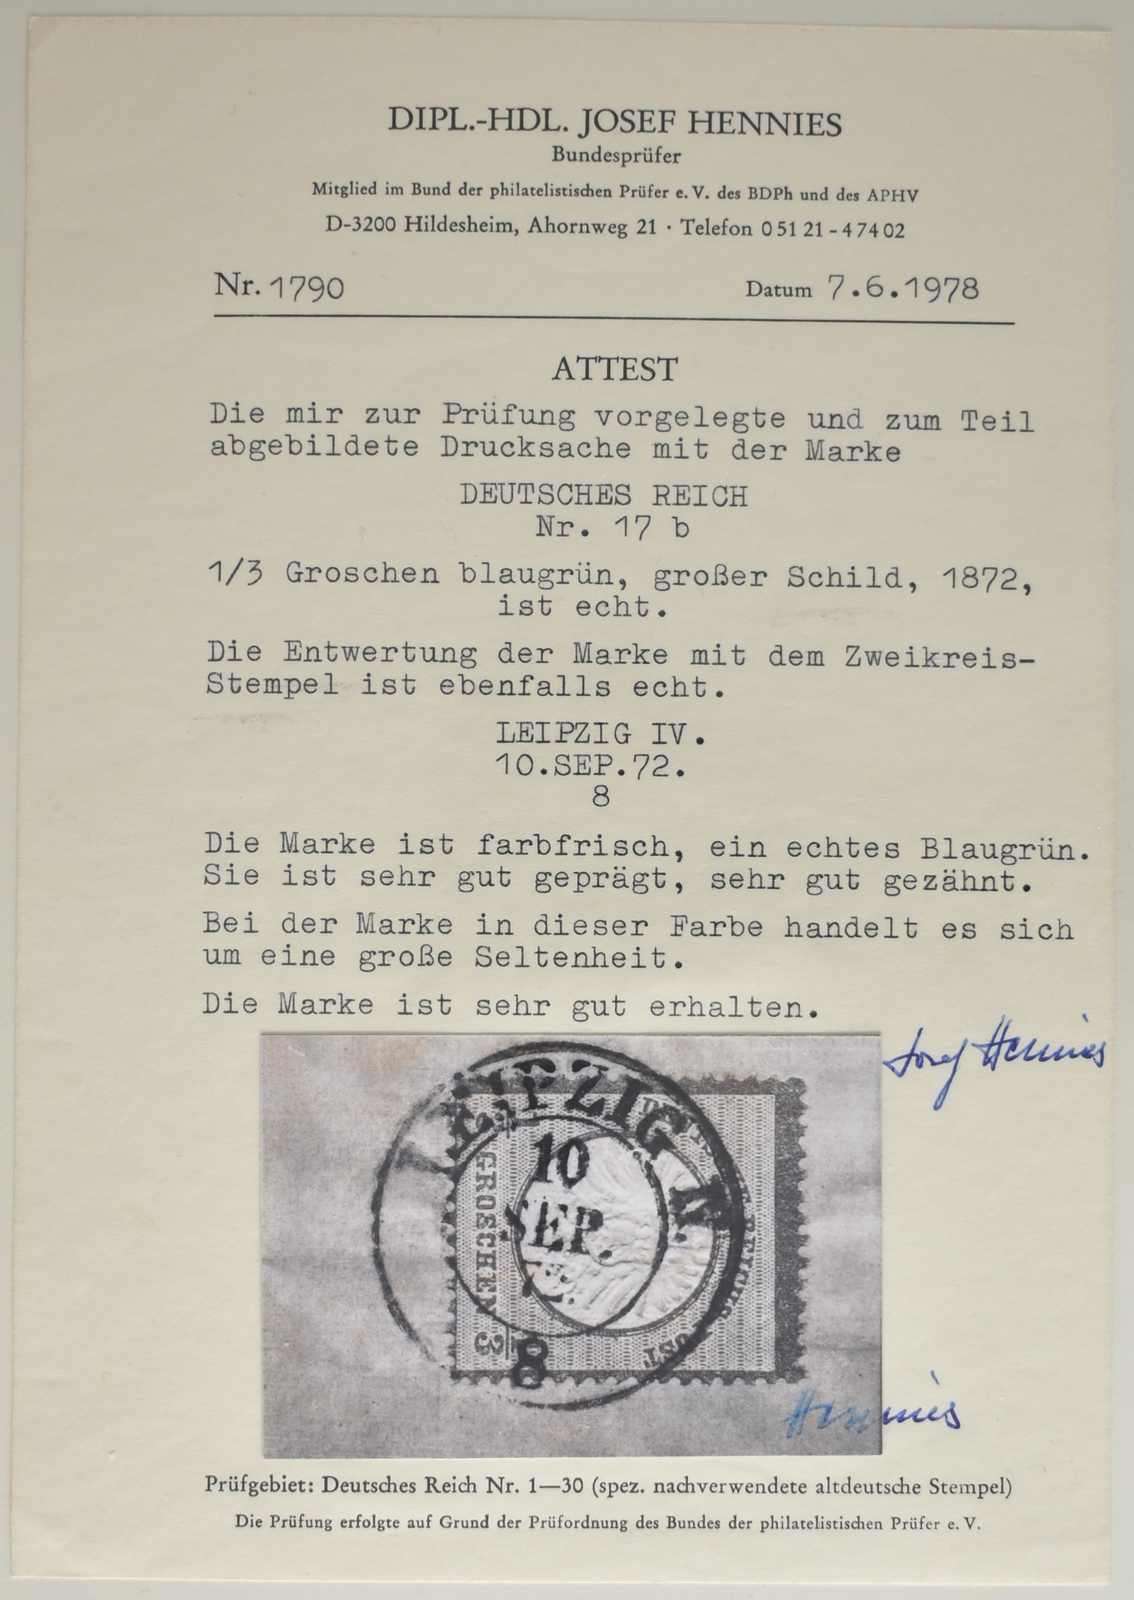 DIPL.-HDL. JOSEF HENNIES
Bundesprüfer
Mitglied im Bund der philatelistischen Prüfer e. V. des BDPh und des APHV
D-3200 Hildesheim, Ahornweg 21 · Telefon 0 51 21 - 4 74 02
Nr. 1790 Datum 7.6.1978
ATTEST
Die mir zur Prüfung vorgelegte und zum Teil
abgebildete Drucksache mit der Marke
DEUTSCHES REICH
Nr. 17 b
1/3 Groschen blaugrün, großer Schild, 1872,
ist echt.
Die Entwertung der Marke mit dem Zweikreis-
Stempel ist ebenfalls echt.
LEIPZIG IV.
10.SEP.72.
8
Die Marke ist farbfrisch, ein echtes Blaugrün.
Sie ist sehr gut geprägt, sehr gut gezähnt.
Bei der Marke in dieser Farbe handelt es sich
um eine große Seltenheit.
Die Marke ist sehr gut erhalten.
Josef Hennies
LEIPZIG IV.
10
SEP.
8
GROSCHEN
3
Hennies
Prüfgebiet: Deutsches Reich Nr. 1—30 (spez. nachverwendete altdeutsche Stempel)
Die Prüfung erfolgte auf Grund der Prüfordnung des Bundes der philatelistischen Prüfer e. V.